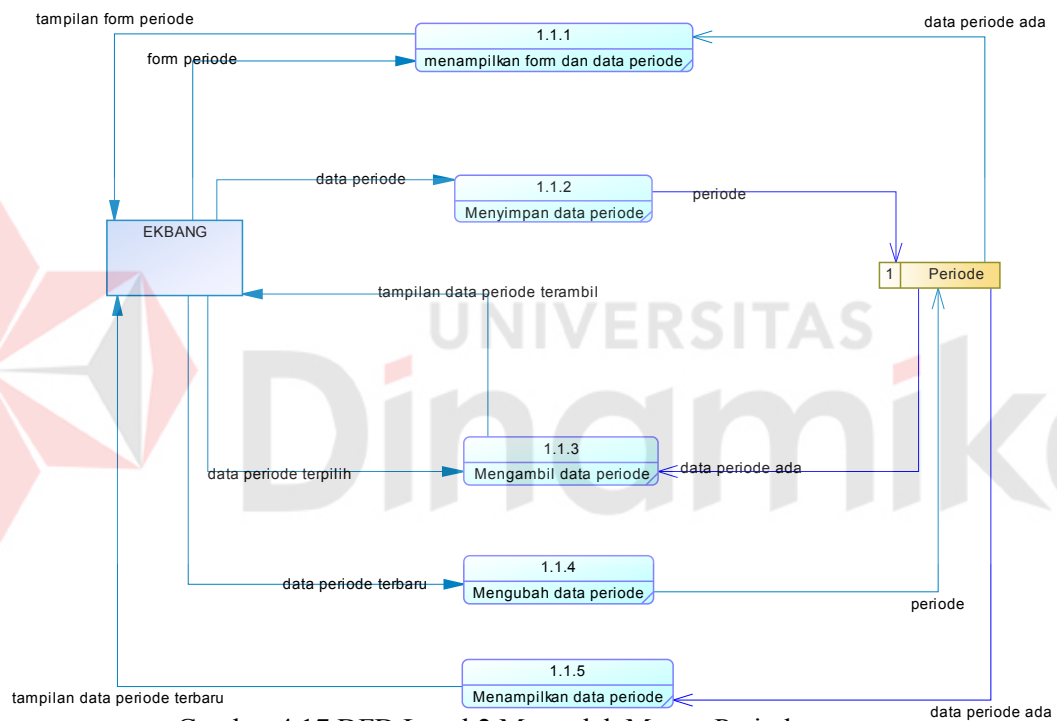 tampilan form periode
data periode ada
1.1.1
form periode
menampilkan form dan data periode
data periode
1.1.2
periode
Menyimpan data periode
EKBANG
1 Periode
tampilan data periode terambil
UNIVERSITAS
Dinamika
1.1.3
data periode terpilih
Mengambil data periode
data periode ada
1.1.4
data periode terbaru
Mengubah data periode
periode
1.1.5
tampilan data periode terbaru
Menampilkan data periode
data periode ada